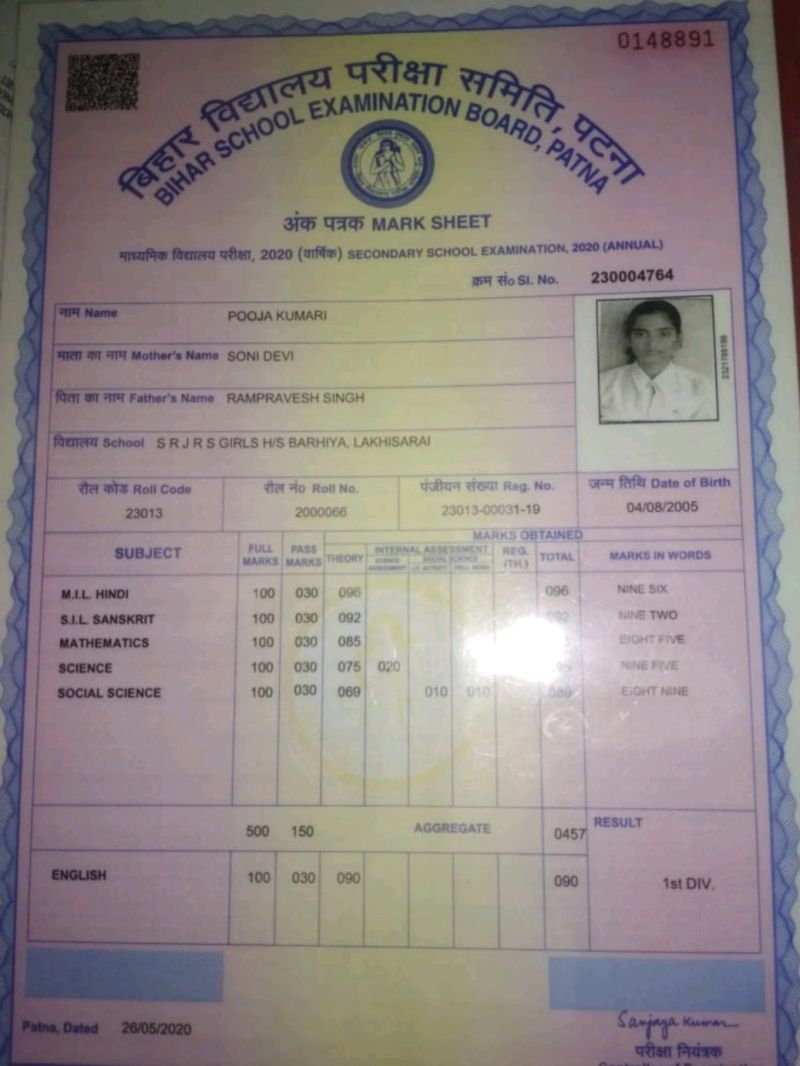 0148891
बिहार विद्यालय परीक्षा समिति, पटना
BIHAR SCHOOL EXAMINATION BOARD, PATNA
अंक पत्रक MARK SHEET
माध्यमिक विद्यालय परीक्षा, 2020 (वार्षिक) SECONDARY SCHOOL EXAMINATION, 2020 (ANNUAL)
क्रम सं० Sl. No. 230004764
नाम Name POOJA KUMARI
माता का नाम Mother's Name SONI DEVI
पिता का नाम Father's Name RAMPRAVESH SINGH
विद्यालय School S R J R S GIRLS H/S BARHIYA, LAKHISARAI
रौल कोड Roll Code रौल नं० Roll No. पंजीयन संख्या Reg. No. जन्म तिथि Date of Birth
23013 2000066 23013-00031-19 04/08/2005
MARKS OBTAINED
SUBJECT FULL MARKS PASS MARKS THEORY INTERNAL ASSESSMENT REG. (TH.) TOTAL MARKS IN WORDS
SCIENCE ASSESSMENT SOCIAL SCIENCE
M.I.L. HINDI 100 030 096 096 NINE SIX
S.I.L. SANSKRIT 100 030 092 092 NINE TWO
MATHEMATICS 100 030 085 EIGHT FIVE
SCIENCE 100 030 075 020 NINE FIVE
SOCIAL SCIENCE 100 030 069 010 010 089 EIGHT NINE
500 150 AGGREGATE 0457 RESULT
ENGLISH 100 030 090 090 1st DIV.
Patna, Dated 26/05/2020
Sanjaya Kumar
परीक्षा नियंत्रक